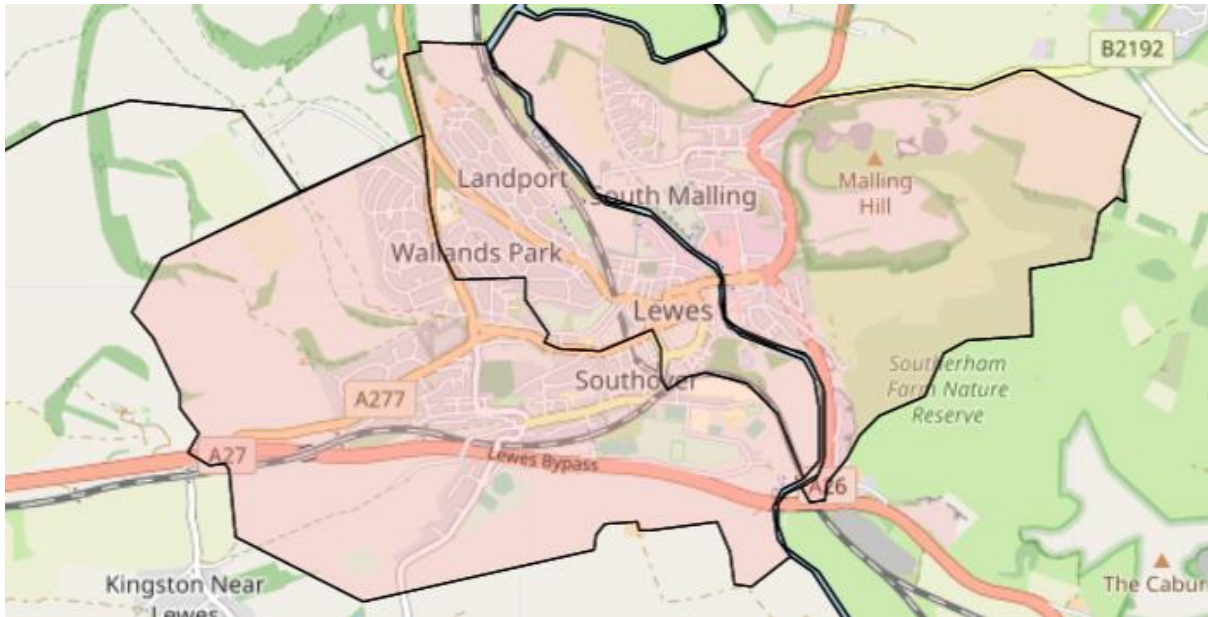 B2192
Landport
South Malling
Malling
Hill
Wallands Park
Lewes
Southover
Southerham
Farm Nature
Reserve
A277
A27
Lewes Bypass
A26
Kingston Near
Lewes
The Cabur